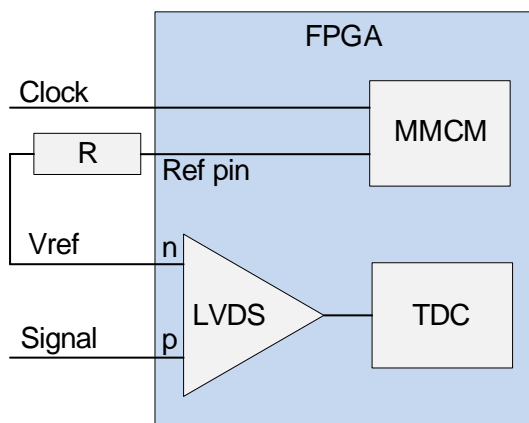 FPGA
Clock
MMCM
R
Ref pin
Vref
n
LVDS
TDC
Signal
p